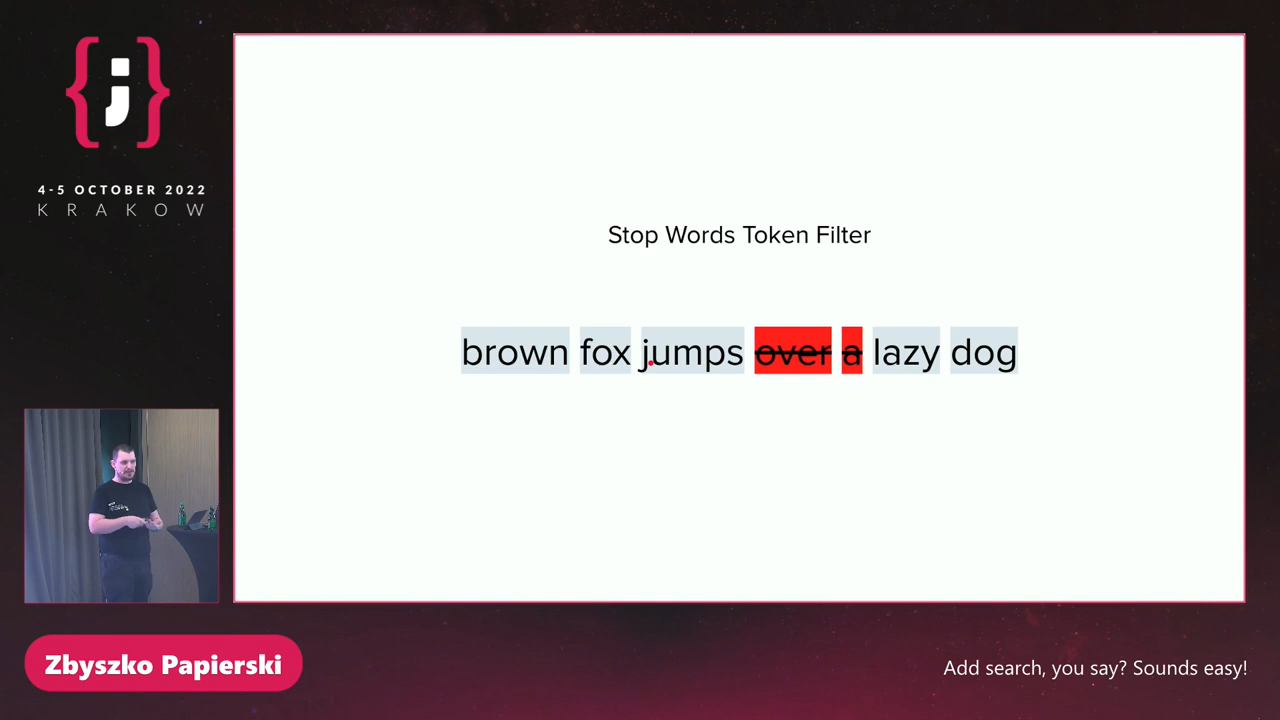 {;}
4-5 OCTOBER 2022
KRAKOW
Stop Words Token Filter
brown fox jumps over a lazy dog
Zbyszko Papierski
Add search, you say? Sounds easy!